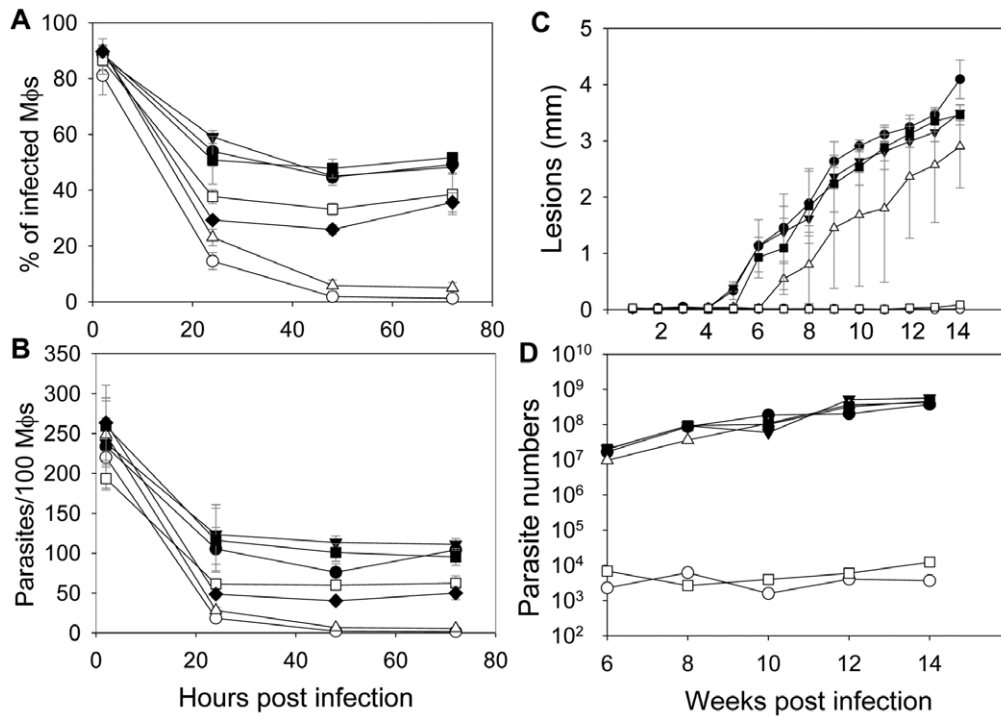 A
% of infected Mϕs
100
80
60
40
20
0
0 20 40 60 80
B
Parasites/100 Mϕs
350
300
250
200
150
100
50
0
0 20 40 60 80
Hours post infection
C
Lesions (mm)
5
4
3
2
1
0
2 4 6 8 10 12 14
D
Parasite numbers
10¹⁰
10⁹
10⁸
10⁷
10⁶
10⁵
10⁴
10³
10²
6 8 10 12 14
Weeks post infection